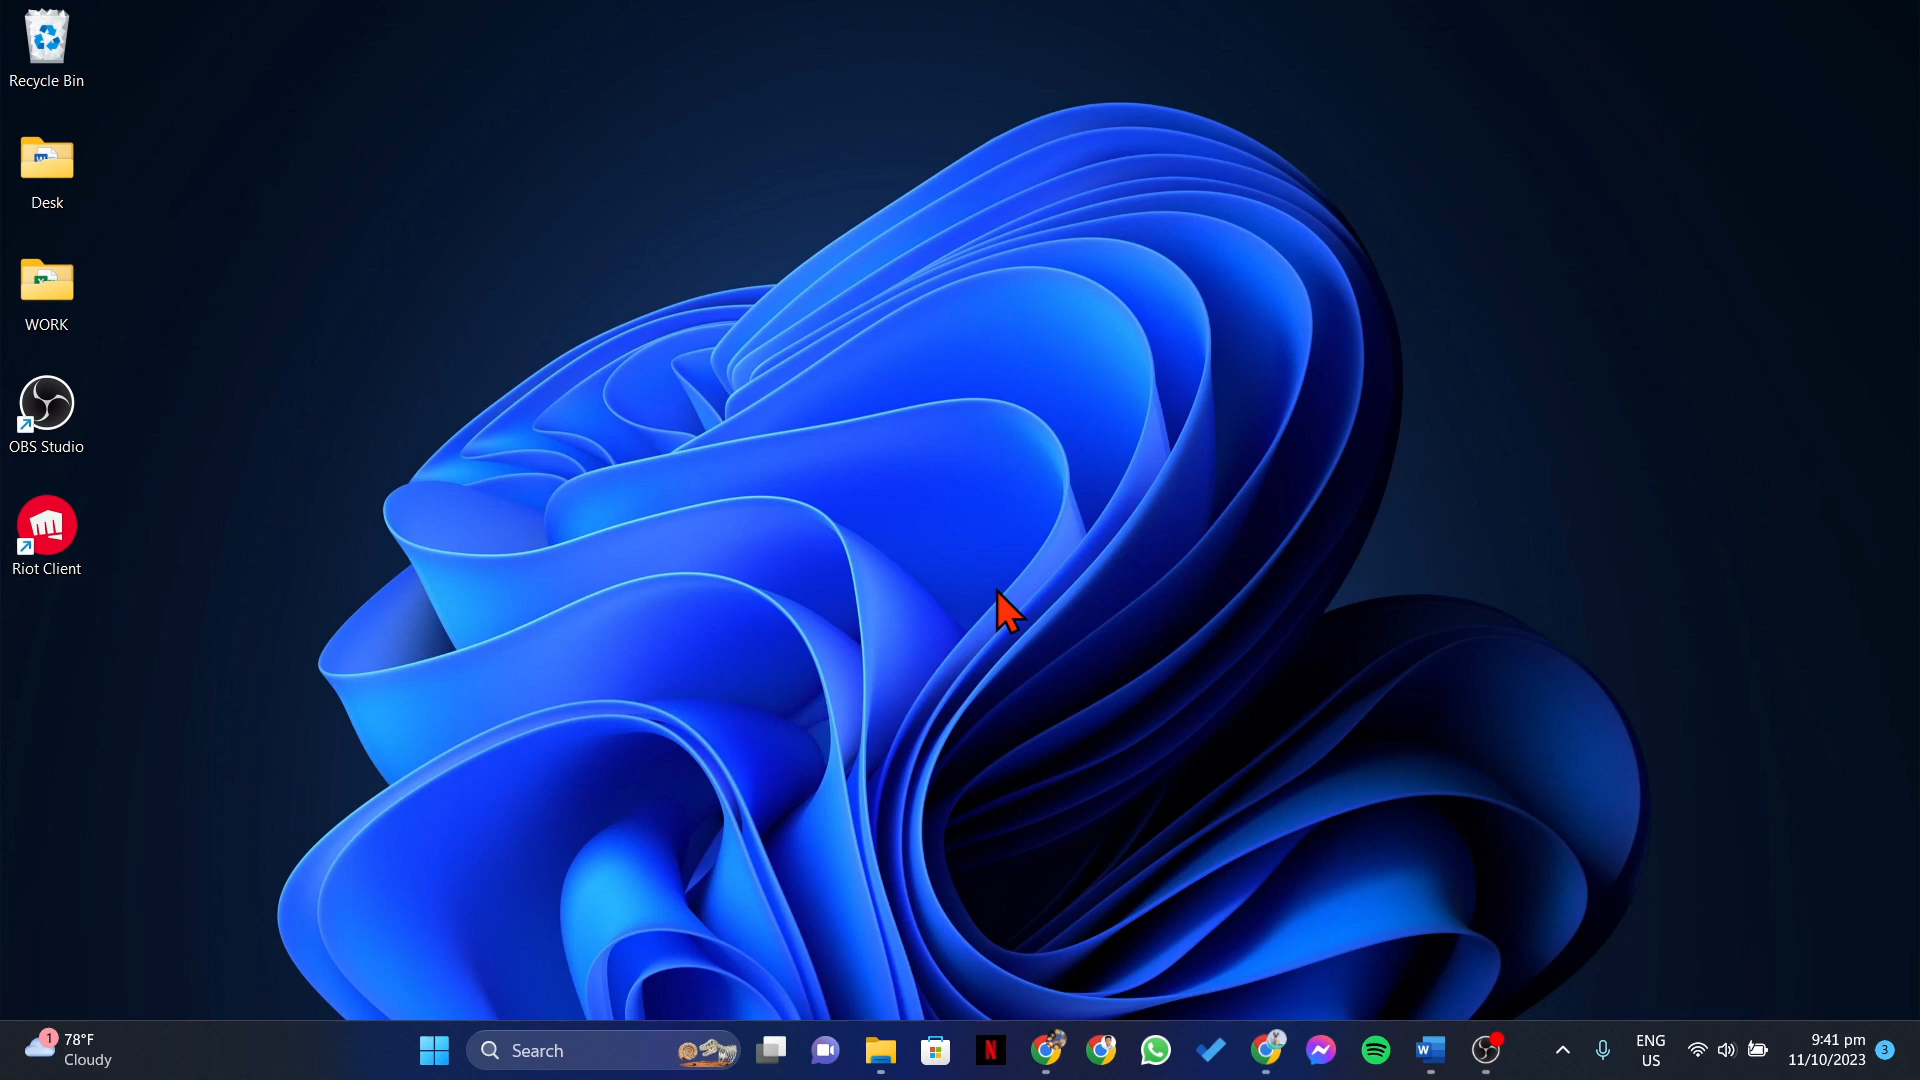 Recycle Bin
Desk
WORK
OBS Studio
Riot Client
1
78°F
Cloudy
Search
N
W
ENG
US
9:41 pm
11/10/2023
3